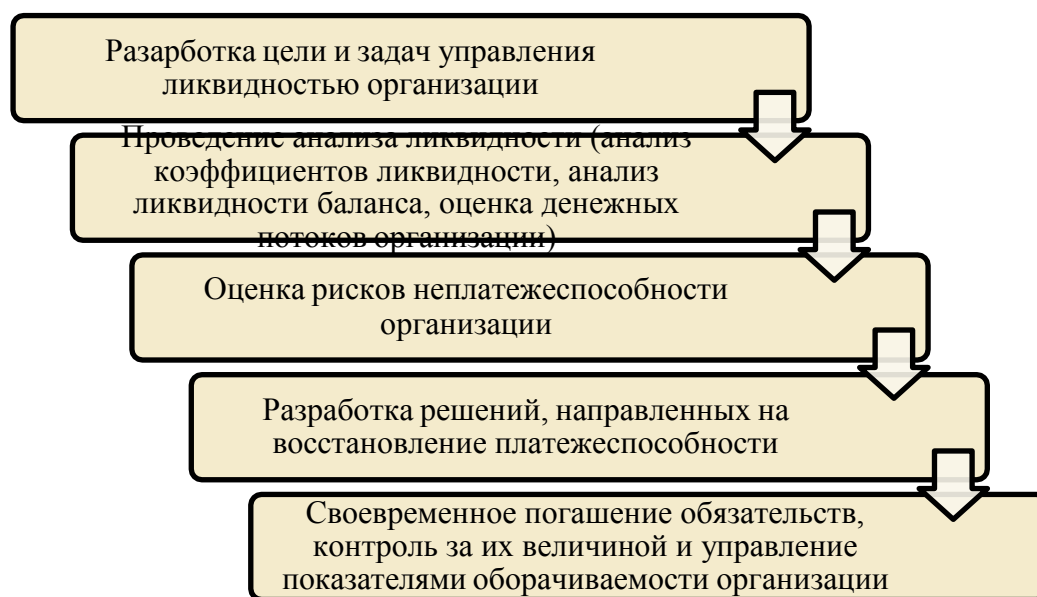 Разарботка цели и задач управления
ликвидностью организации
Проведение анализа ликвидности (анализ
коэффициентов ликвидности, анализ
ликвидности баланса, оценка денежных
потоков организации)
Оценка рисков неплатежеспособности
организации
Разработка решений, направленных на
восстановление платежеспособности
Своевременное погашение обязательств,
контроль за их величиной и управление
показателями оборачиваемости организации